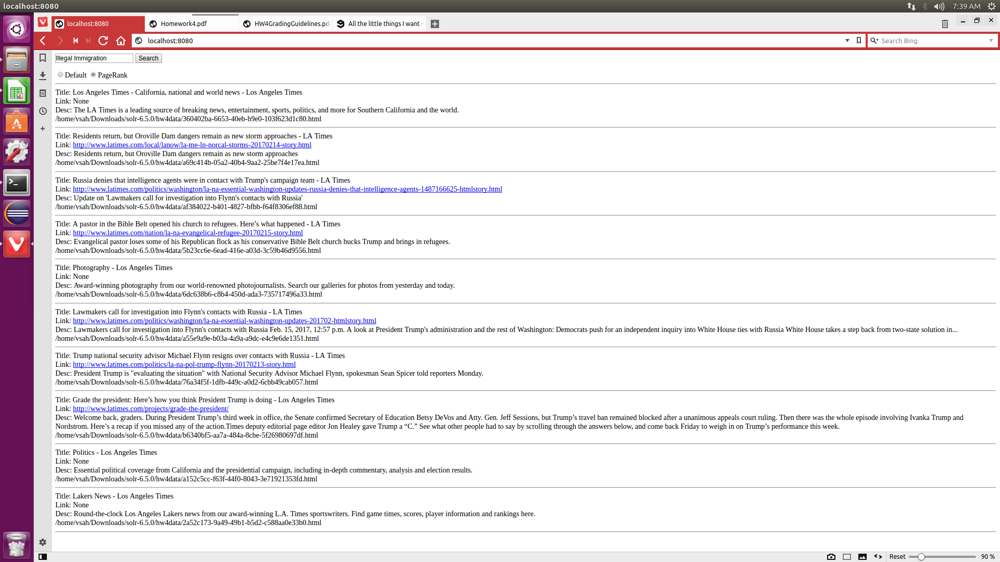 localhost:8080
7:39 AM
localhost:8080
Homework4.pdf
HW4GradingGuidelines.pd
All the little things I want
localhost:8080
Search Bing
Illegal Immigration Search
Default PageRank
Title: Los Angeles Times - California, national and world news - Los Angeles Times
Link: None
Desc: The LA Times is a leading source of breaking news, entertainment, sports, politics, and more for Southern California and the world.
/home/vsah/Downloads/solr-6.5.0/hw4data/360402ba-6653-40eb-b9e0-103f623d1c80.html
Title: Residents return, but Oroville Dam dangers remain as new storm approaches - LA Times
Link: http://www.latimes.com/local/lanow/la-me-ln-norcal-storms-20170214-story.html
Desc: Residents return, but Oroville Dam dangers remain as new storm approaches
/home/vsah/Downloads/solr-6.5.0/hw4data/a69c414b-05a2-40b4-9aa2-25be7f4e17ea.html
Title: Russia denies that intelligence agents were in contact with Trump's campaign team - LA Times
Link: http://www.latimes.com/politics/washington/la-na-essential-washington-updates-russia-denies-that-intelligence-agents-1487166625-htmlstory.html
Desc: Update on 'Lawmakers call for investigation into Flynn's contacts with Russia'
/home/vsah/Downloads/solr-6.5.0/hw4data/af384022-b401-4827-bfbb-f64f8306ef88.html
Title: A pastor in the Bible Belt opened his church to refugees. Here’s what happened - LA Times
Link: http://www.latimes.com/nation/la-na-evangelical-refugee-20170215-story.html
Desc: Evangelical pastor loses some of his Republican flock as his conservative Bible Belt church bucks Trump and brings in refugees.
/home/vsah/Downloads/solr-6.5.0/hw4data/5b23cc6e-6ead-416e-a03d-3c59b46d9556.html
Title: Photography - Los Angeles Times
Link: None
Desc: Award-winning photography from our world-renowned photojournalists. Search our galleries for photos from yesterday and today.
/home/vsah/Downloads/solr-6.5.0/hw4data/6dc638b6-c8b4-450d-ada3-735717496a33.html
Title: Lawmakers call for investigation into Flynn's contacts with Russia - LA Times
Link: http://www.latimes.com/politics/washington/la-na-essential-washington-updates-201702-htmlstory.html
Desc: Lawmakers call for investigation into Flynn's contacts with Russia Feb. 15, 2017, 12:57 p.m. A look at President Trump's administration and the rest of Washington: Democrats push for an independent inquiry into White House ties with Russia White House takes a step back from two-state solution in...
/home/vsah/Downloads/solr-6.5.0/hw4data/a55e9a9e-b03a-4a9a-a9dc-e4c9e6de1351.html
Title: Trump national security advisor Michael Flynn resigns over contacts with Russia - LA Times
Link: http://www.latimes.com/politics/la-na-pol-trump-flynn-20170213-story.html
Desc: President Trump is "evaluating the situation" with National Security Advisor Michael Flynn, spokesman Sean Spicer told reporters Monday.
/home/vsah/Downloads/solr-6.5.0/hw4data/76a34f5f-1dfb-449c-a0d2-6cbb49cab057.html
Title: Grade the president: Here’s how you think President Trump is doing - Los Angeles Times
Link: http://www.latimes.com/projects/grade-the-president/
Desc: Welcome back, graders. During President Trump’s third week in office, the Senate confirmed Secretary of Education Betsy DeVos and Atty. Gen. Jeff Sessions, but Trump’s travel ban remained blocked after a unanimous appeals court ruling. Then there was the whole episode involving Ivanka Trump and
Nordstrom. Here’s a recap if you missed any of the action.Times deputy editorial page editor Jon Healey gave Trump a “C.” See what other people had to say by scrolling through the answers below, and come back Friday to weigh in on Trump’s performance this week.
/home/vsah/Downloads/solr-6.5.0/hw4data/b6340bf5-aa7a-484a-8cbe-5f26980697df.html
Title: Politics - Los Angeles Times
Link: None
Desc: Essential political coverage from California and the presidential campaign, including in-depth commentary, analysis and election results.
/home/vsah/Downloads/solr-6.5.0/hw4data/a152c5cc-f63f-44f0-8043-3e71921353fd.html
Title: Lakers News - Los Angeles Times
Link: None
Desc: Round-the-clock Los Angeles Lakers news from our award-winning L.A. Times sportswriters. Find game times, scores, player information and rankings here.
/home/vsah/Downloads/solr-6.5.0/hw4data/2a52c173-9a49-49b1-b5d2-c588aa0e33b0.html
Reset 90 %